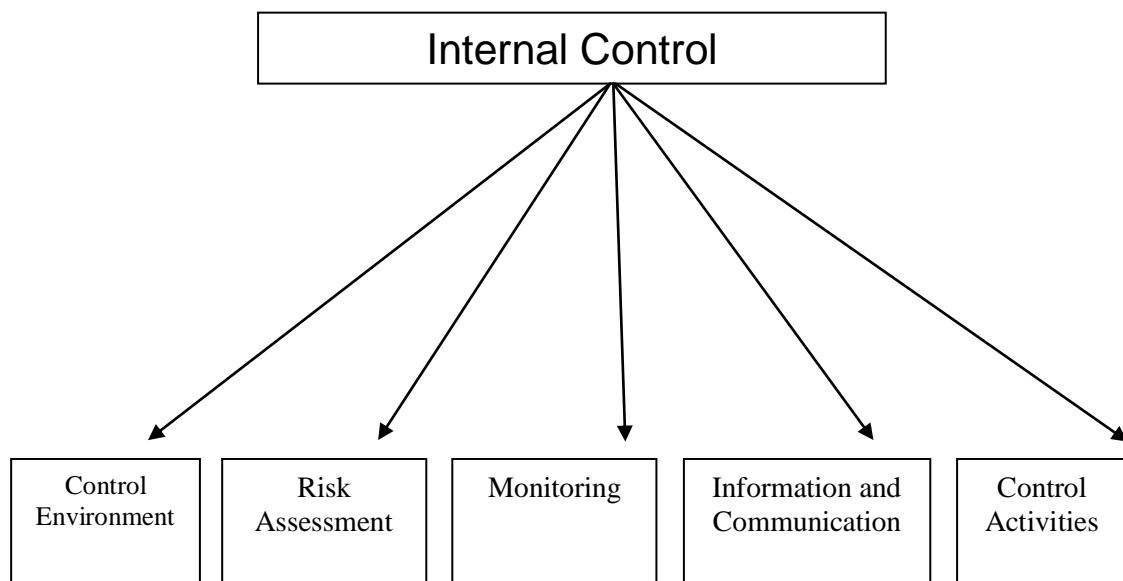 Internal Control
Control
Environment
Risk
Assessment
Monitoring
Information and
Communication
Control
Activities